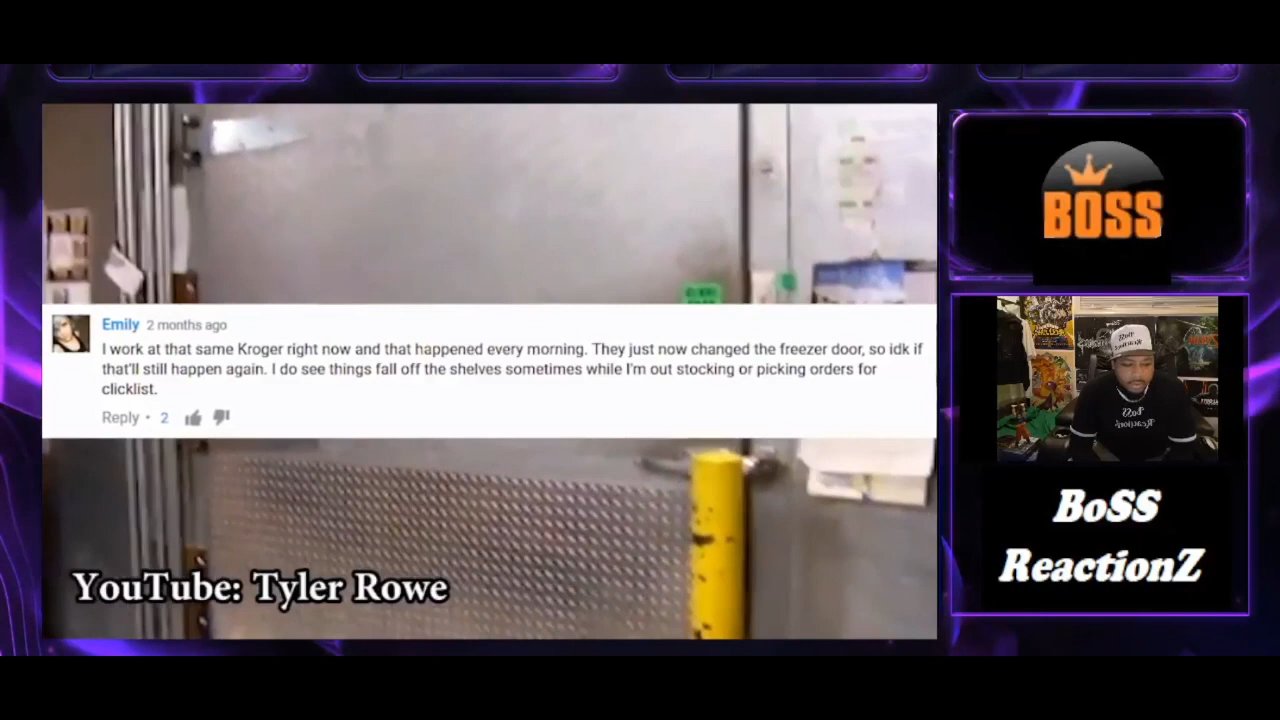 BOSS
Emily 2 months ago
I work at that same Kroger right now and that happened every morning. They just now changed the freezer door, so idk if
that'll still happen again. I do see things fall off the shelves sometimes while I'm out stocking or picking orders for
clicklist.
Reply • 2
YouTube: Tyler Rowe
BoSS
ReactionZ